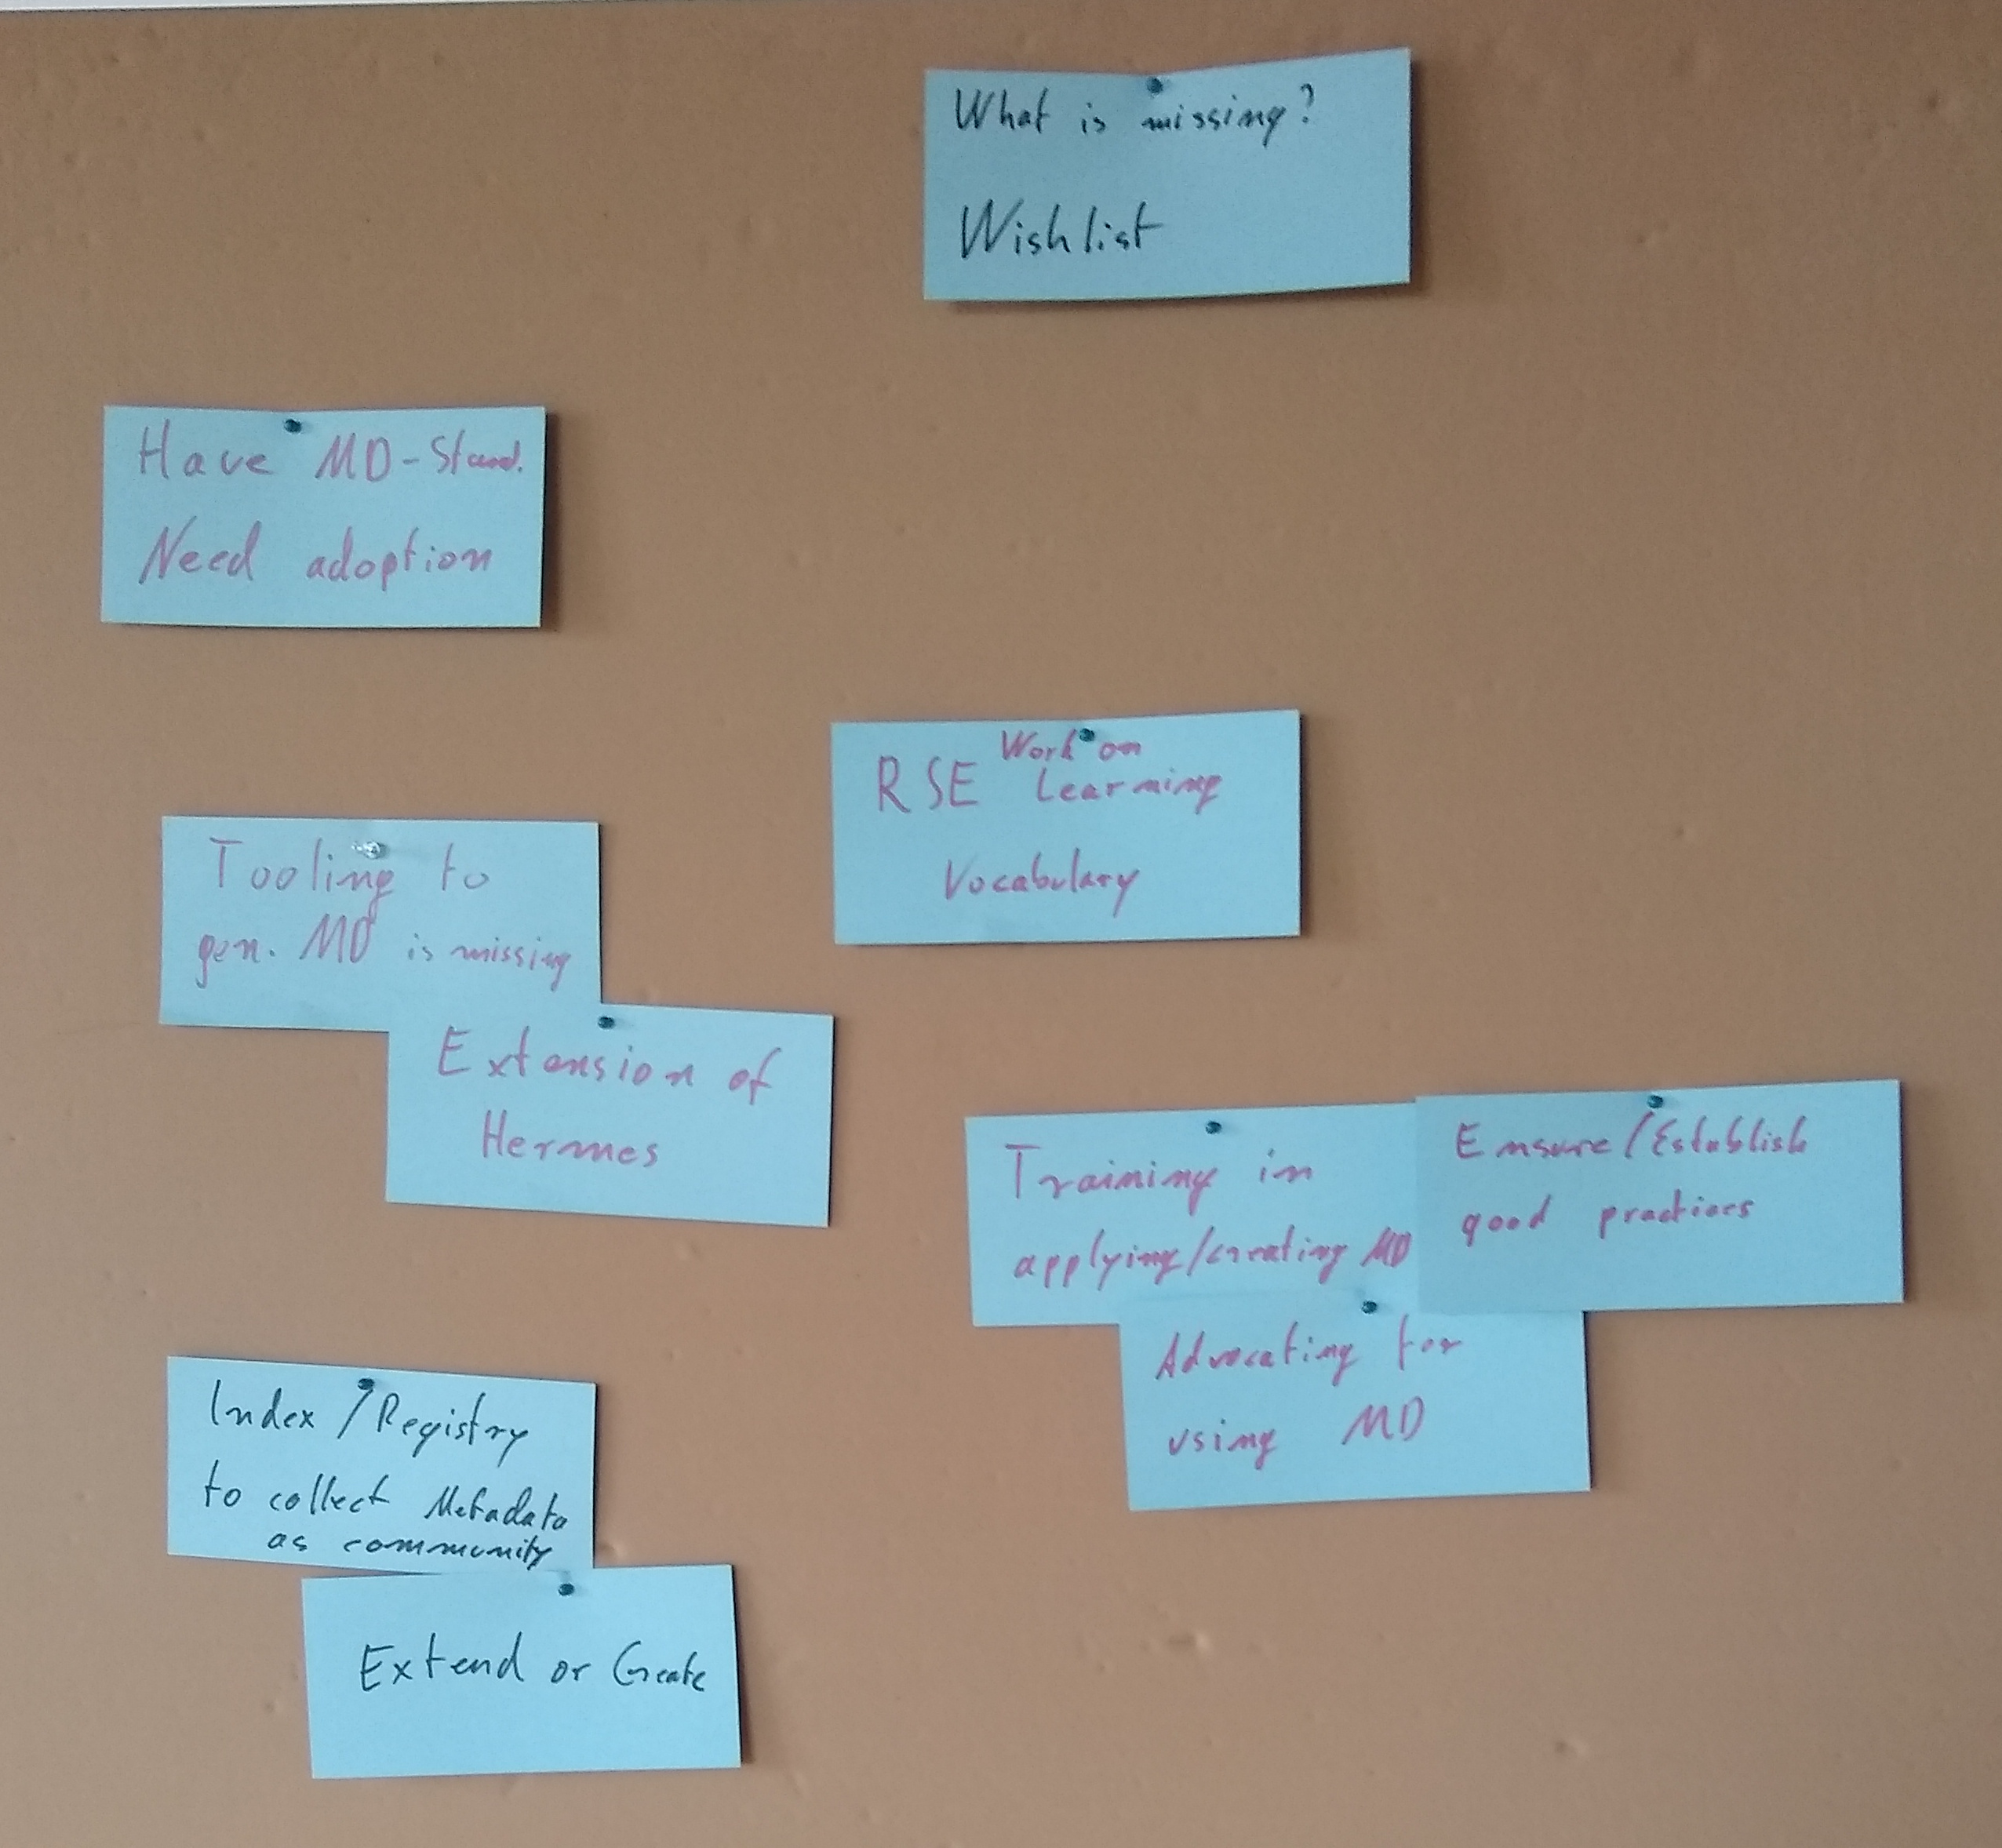 What is missing?
Wishlist
Have MD-Stand.
Need adoption
Work on
RSE Learning
Vocabulary
Tooling to
gen. MD is missing
Extension of
Hermes
Training in
applying/creating MD
Ensure/Establish
good practices
Advocating for
using MD
Index/Registry
to collect Metadata
as community
Extend or Create